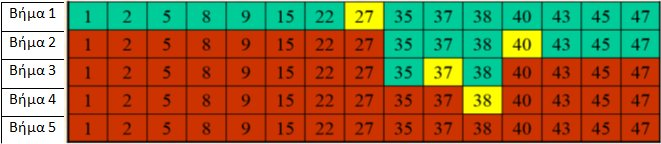 Βήμα 1 1 2 5 8 9 15 22 27 35 37 38 40 43 45 47
Βήμα 2 1 2 5 8 9 15 22 27 35 37 38 40 43 45 47
Βήμα 3 1 2 5 8 9 15 22 27 35 37 38 40 43 45 47
Βήμα 4 1 2 5 8 9 15 22 27 35 37 38 40 43 45 47
Βήμα 5 1 2 5 8 9 15 22 27 35 37 38 40 43 45 47